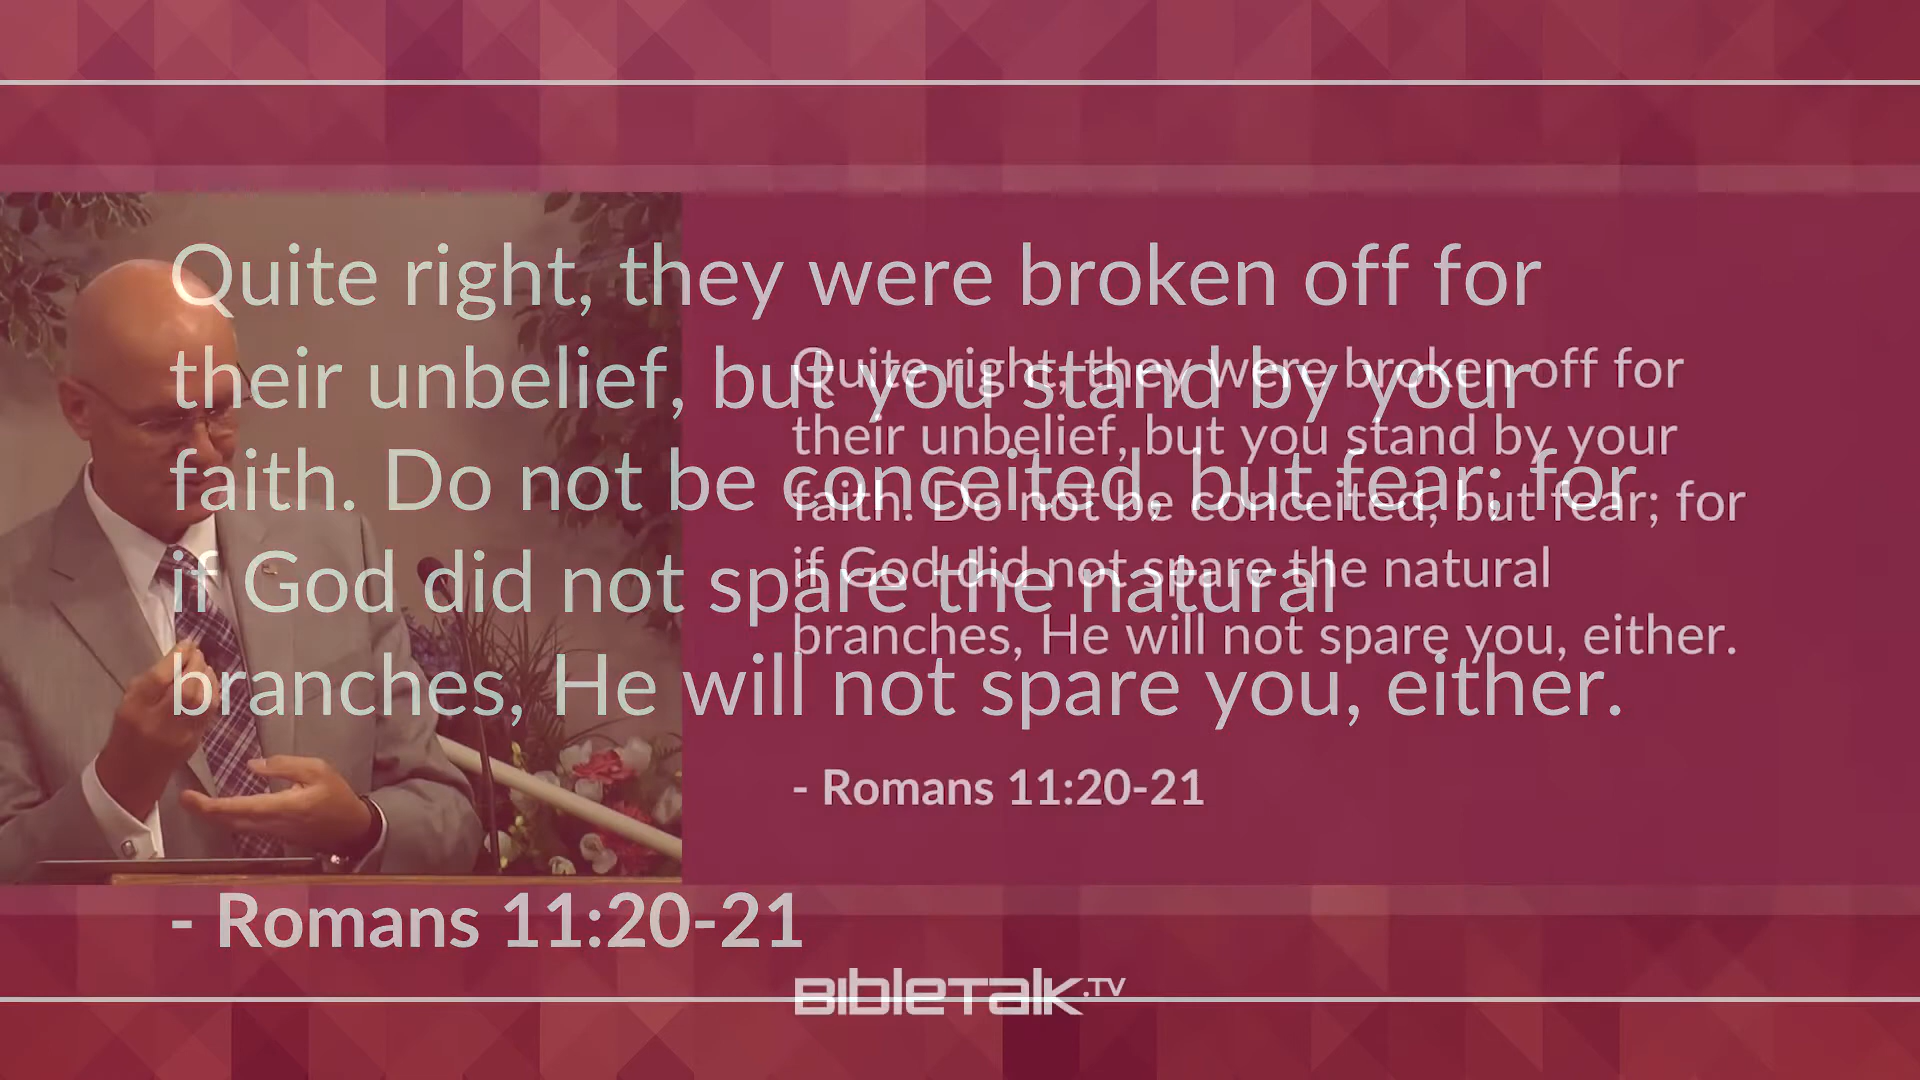 Quite right, they were broken off for
their unbelief, but you stand by your
faith. Do not be conceited, but fear; for
if God did not spare the natural
branches, He will not spare you, either.
- Romans 11:20-21
Quite right, they were broken off for
their unbelief, but you stand by your
faith. Do not be conceited, but fear; for
if God did not spare the natural
branches, He will not spare you, either.
- Romans 11:20-21
BibleTalk.TV